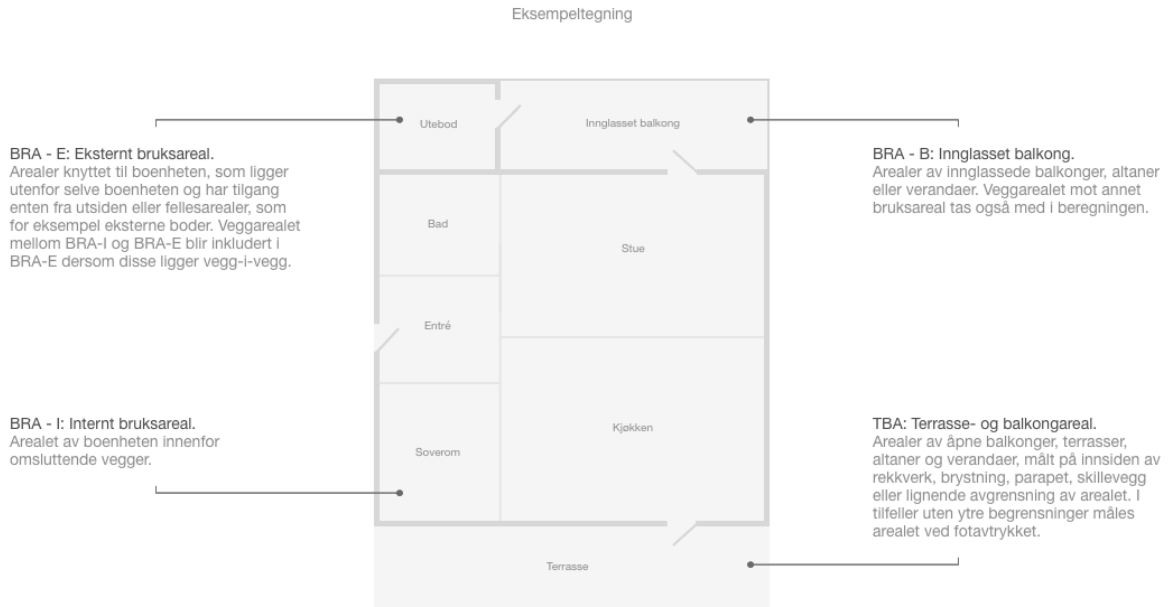 Eksempeltegning
BRA - E: Eksternt bruksareal.
Arealer knyttet til boenheten, som ligger
utenfor selve boenheten og har tilgang
enten fra utsiden eller fellesarealer, som
for eksempel eksterne boder. Veggarealet
mellom BRA-I og BRA-E blir inkludert i
BRA-E dersom disse ligger vegg-i-vegg.
Utebod
Innglasset balkong
BRA - B: Innglasset balkong.
Arealer av innglassede balkonger, altaner
eller verandaer. Veggarealet mot annet
bruksareal tas også med i beregningen.
Bad
Stue
Entré
BRA - I: Internt bruksareal.
Arealet av boenheten innenfor
omsluttende vegger.
Soverom
Kjøkken
TBA: Terrasse- og balkongareal.
Arealer av åpne balkonger, terrasser,
altaner og verandaer, målt på innsiden av
rekkverk, brystning, parapet, skillevegg
eller lignende avgrensning av arealet. I
tilfeller uten ytre begrensninger måles
arealet ved fotavtrykket.
Terrasse